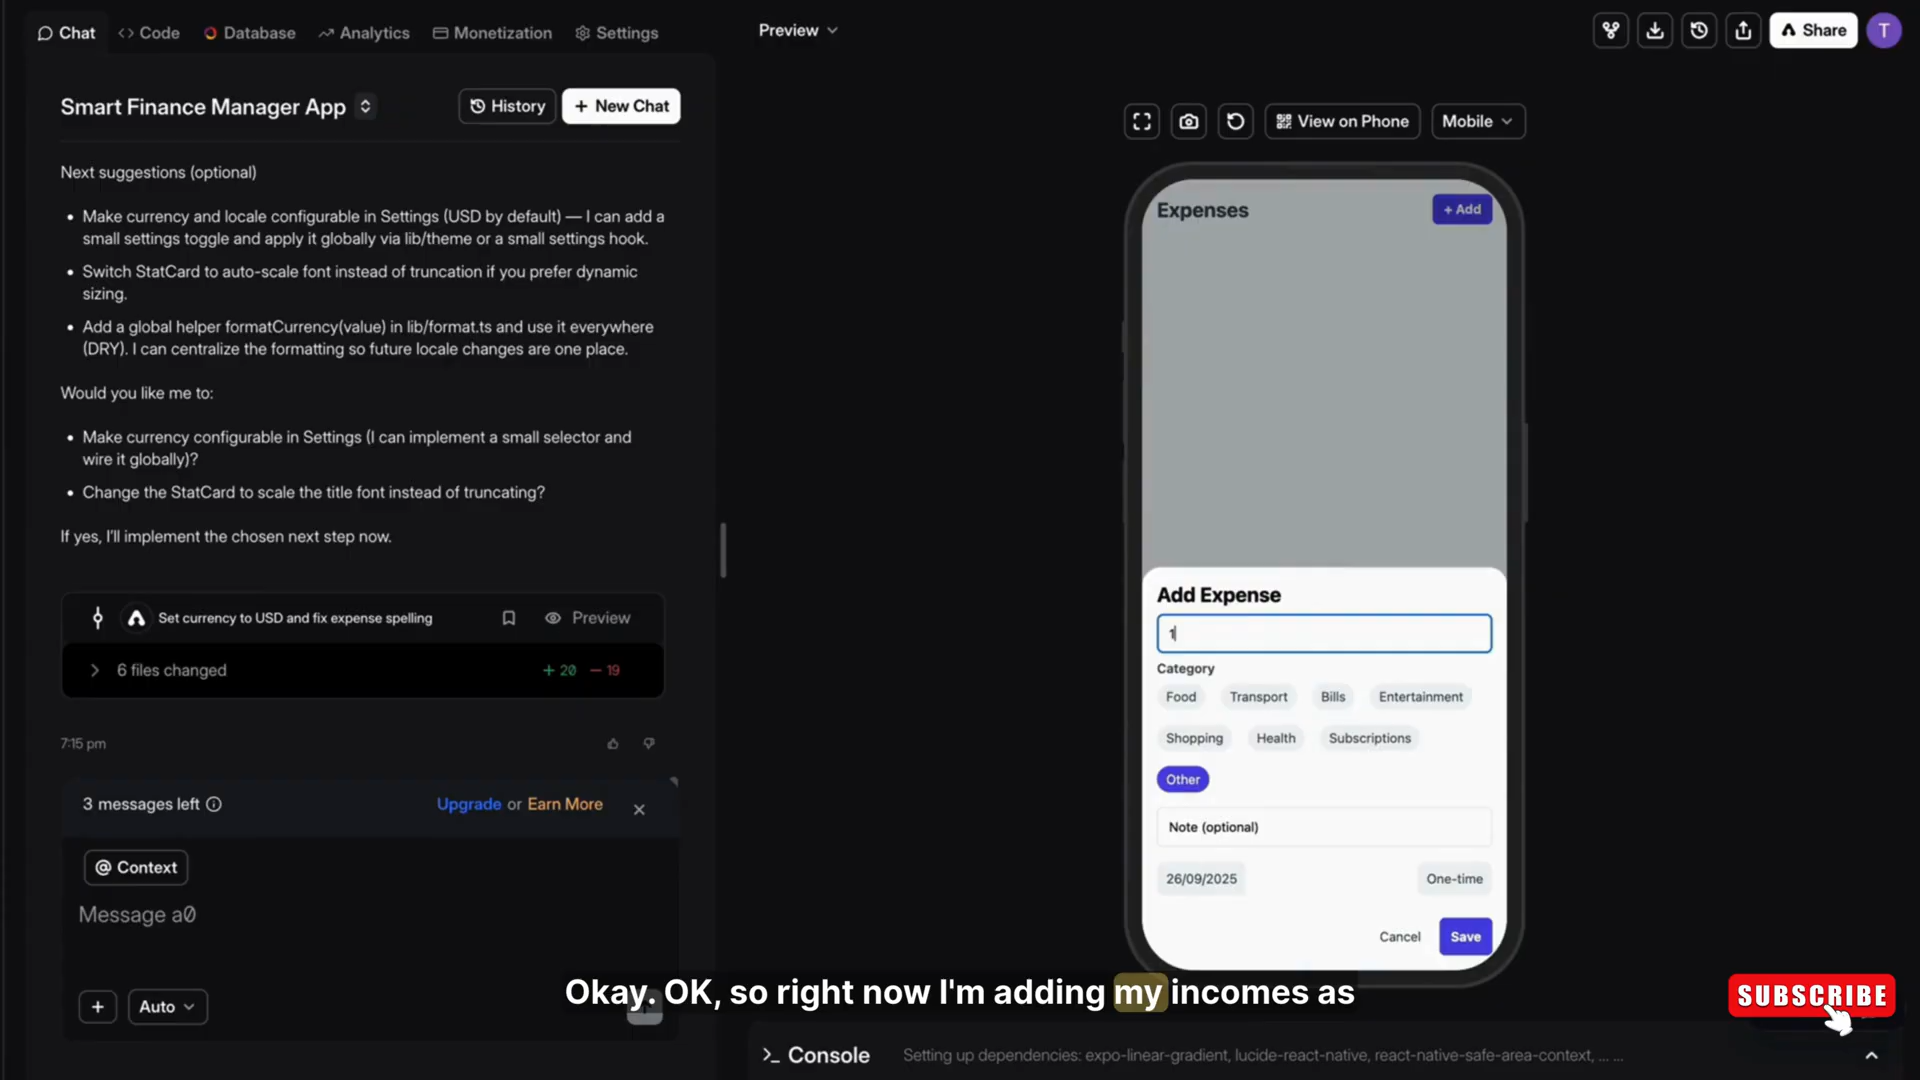 Chat
Code
Database
Analytics
Monetization
Settings
Preview
Share
T
Smart Finance Manager App
History
+ New Chat
View on Phone
Mobile
Next suggestions (optional)
• Make currency and locale configurable in Settings (USD by default) — I can add a
small settings toggle and apply it globally via lib/theme or a small settings hook.
• Switch StatCard to auto-scale font instead of truncation if you prefer dynamic
sizing.
• Add a global helper formatCurrency(value) in lib/format.ts and use it everywhere
(DRY). I can centralize the formatting so future locale changes are one place.
Would you like me to:
• Make currency configurable in Settings (I can implement a small selector and
wire it globally)?
• Change the StatCard to scale the title font instead of truncating?
If yes, I'll implement the chosen next step now.
Set currency to USD and fix expense spelling
Preview
6 files changed
+ 20 − 19
7:15 pm
3 messages left
Upgrade or Earn More
@ Context
Message a0
+
Auto
Expenses
+ Add
Add Expense
1
Category
Food
Transport
Bills
Entertainment
Shopping
Health
Subscriptions
Other
Note (optional)
26/09/2025
One-time
Cancel
Save
Okay. OK, so right now I'm adding my incomes as
SUBSCRIBE
>_ Console
Setting up dependencies: expo-linear-gradient, lucide-react-native, react-native-safe-area-context, ... ...